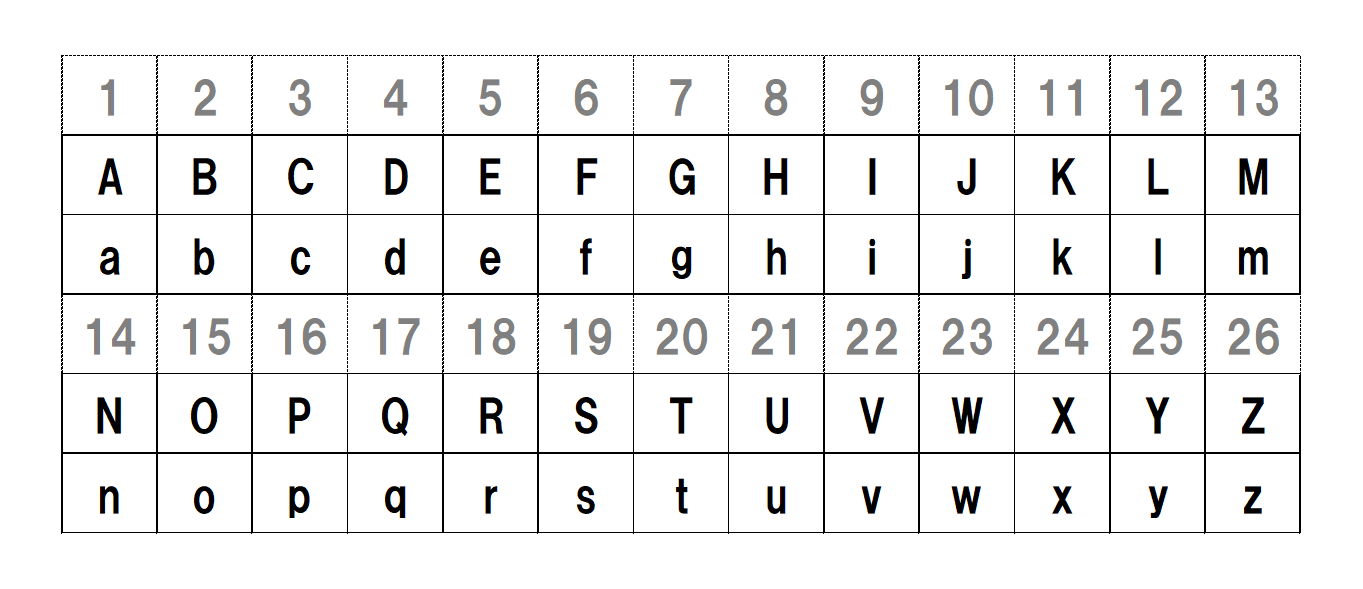 1 2 3 4 5 6 7 8 9 10 11 12 13
A B C D E F G H I J K L M
a b c d e f g h i j k l m
14 15 16 17 18 19 20 21 22 23 24 25 26
N O P Q R S T U V W X Y Z
n o p q r s t u v w x y z